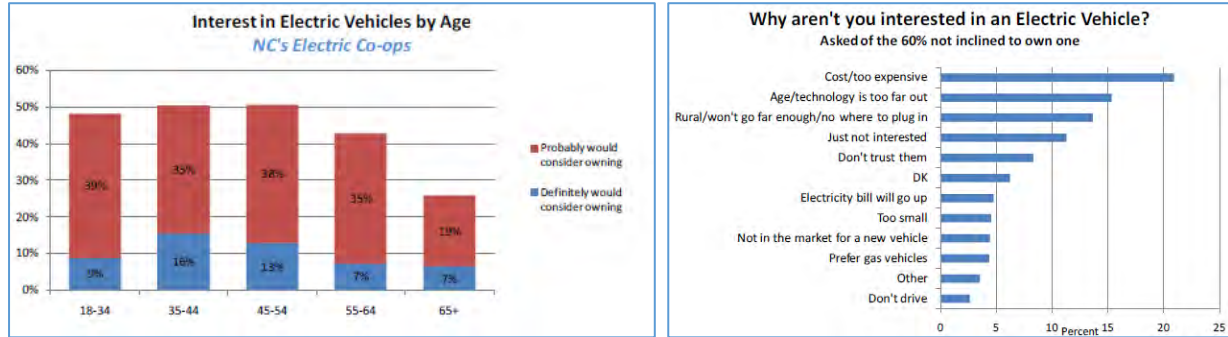 Interest in Electric Vehicles by Age
NC's Electric Co-ops
60%
50%
40%
30%
20%
10%
0%
39%
35%
38%
35%
19%
9%
16%
13%
7%
7%
18-34
35-44
45-54
55-64
65+
Probably would
consider owning
Definitely would
consider owning
Why aren't you interested in an Electric Vehicle?
Asked of the 60% not inclined to own one
Cost/too expensive
Age/technology is too far out
Rural/won't go far enough/no where to plug in
Just not interested
Don't trust them
DK
Electricity bill will go up
Too small
Not in the market for a new vehicle
Prefer gas vehicles
Other
Don't drive
0 5 10 15 20 25
Percent